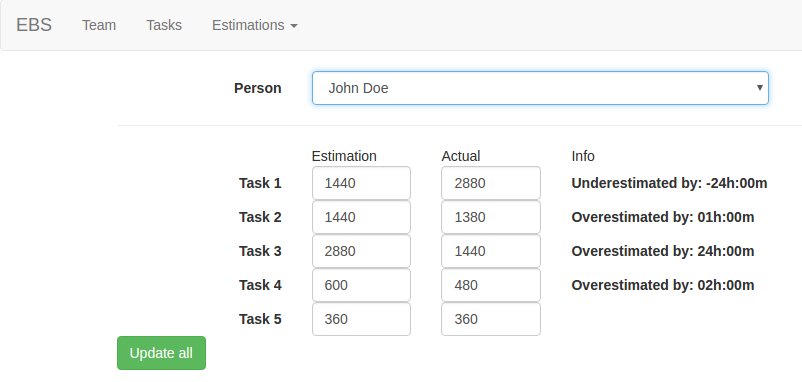 EBS Team Tasks Estimations
Person John Doe
Estimation Actual Info
Task 1 1440 2880 Underestimated by: -24h:00m
Task 2 1440 1380 Overestimated by: 01h:00m
Task 3 2880 1440 Overestimated by: 24h:00m
Task 4 600 480 Overestimated by: 02h:00m
Task 5 360 360
Update all